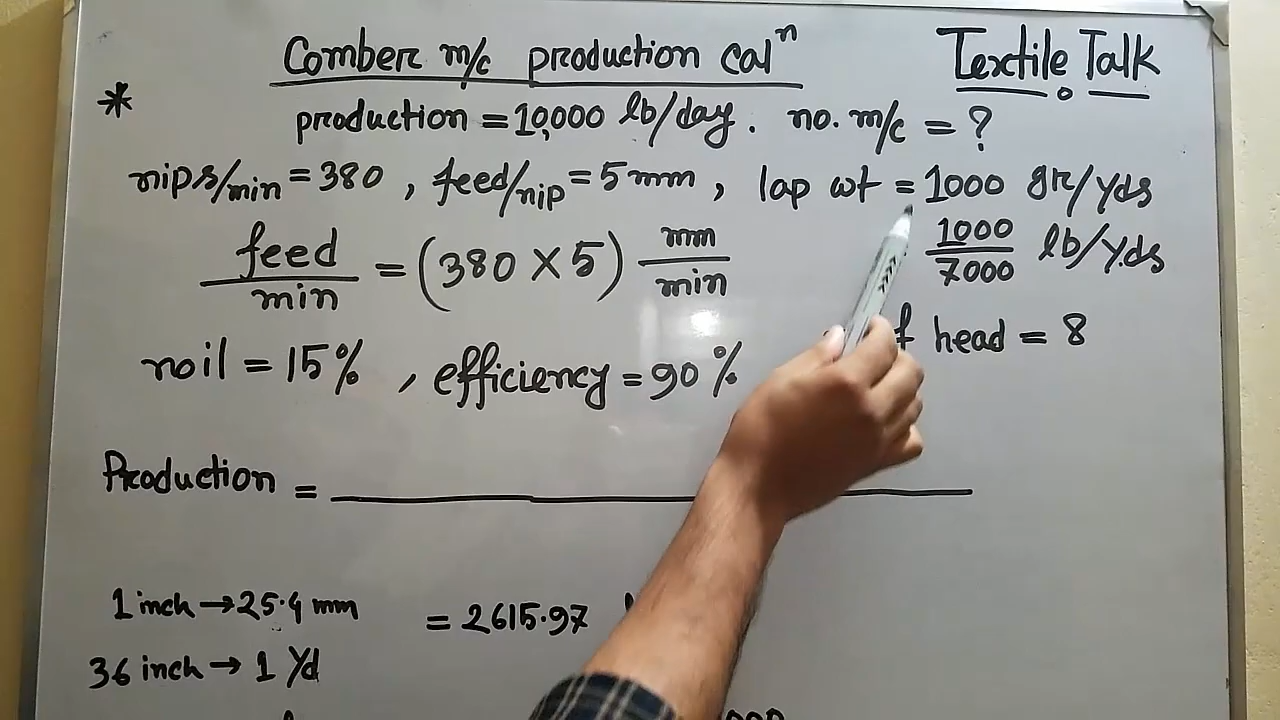 Comber m/c production calⁿ
Textile Talk
* production = 10,000 lb/day. no. m/c = ?
nips/min = 380, feed/nip = 5mm, lap wt = 1000 gr/yds
feed/min = (380 X 5) mm/min
1000/7000 lb/Yds
head = 8
noil = 15%, efficiency = 90%
Production =
1 inch → 25.4 mm
= 2615.97
36 inch → 1 Yd